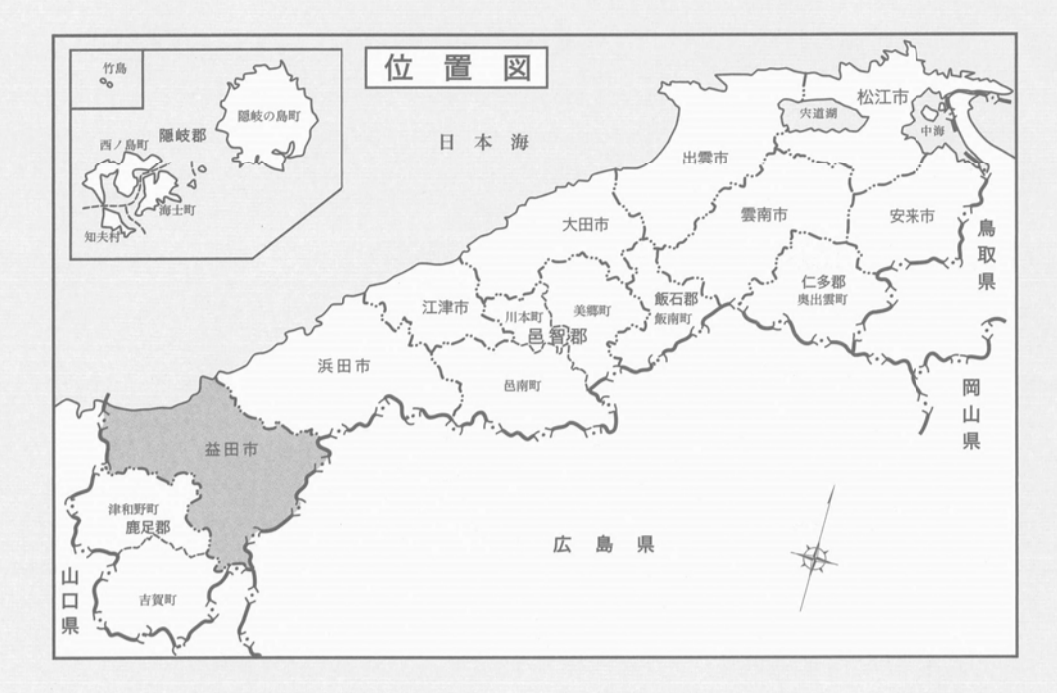 位置図
竹島
隠岐の島町
隠岐郡
西ノ島町
海士町
知夫村
日本海
松江市
宍道湖
中海
出雲市
大田市
雲南市
安来市
鳥取県
仁多郡
奥出雲町
飯石郡
飯南町
江津市
川本町
美郷町
邑智郡
浜田市
邑南町
岡山県
益田市
津和野町
鹿足郡
広島県
山口県
吉賀町